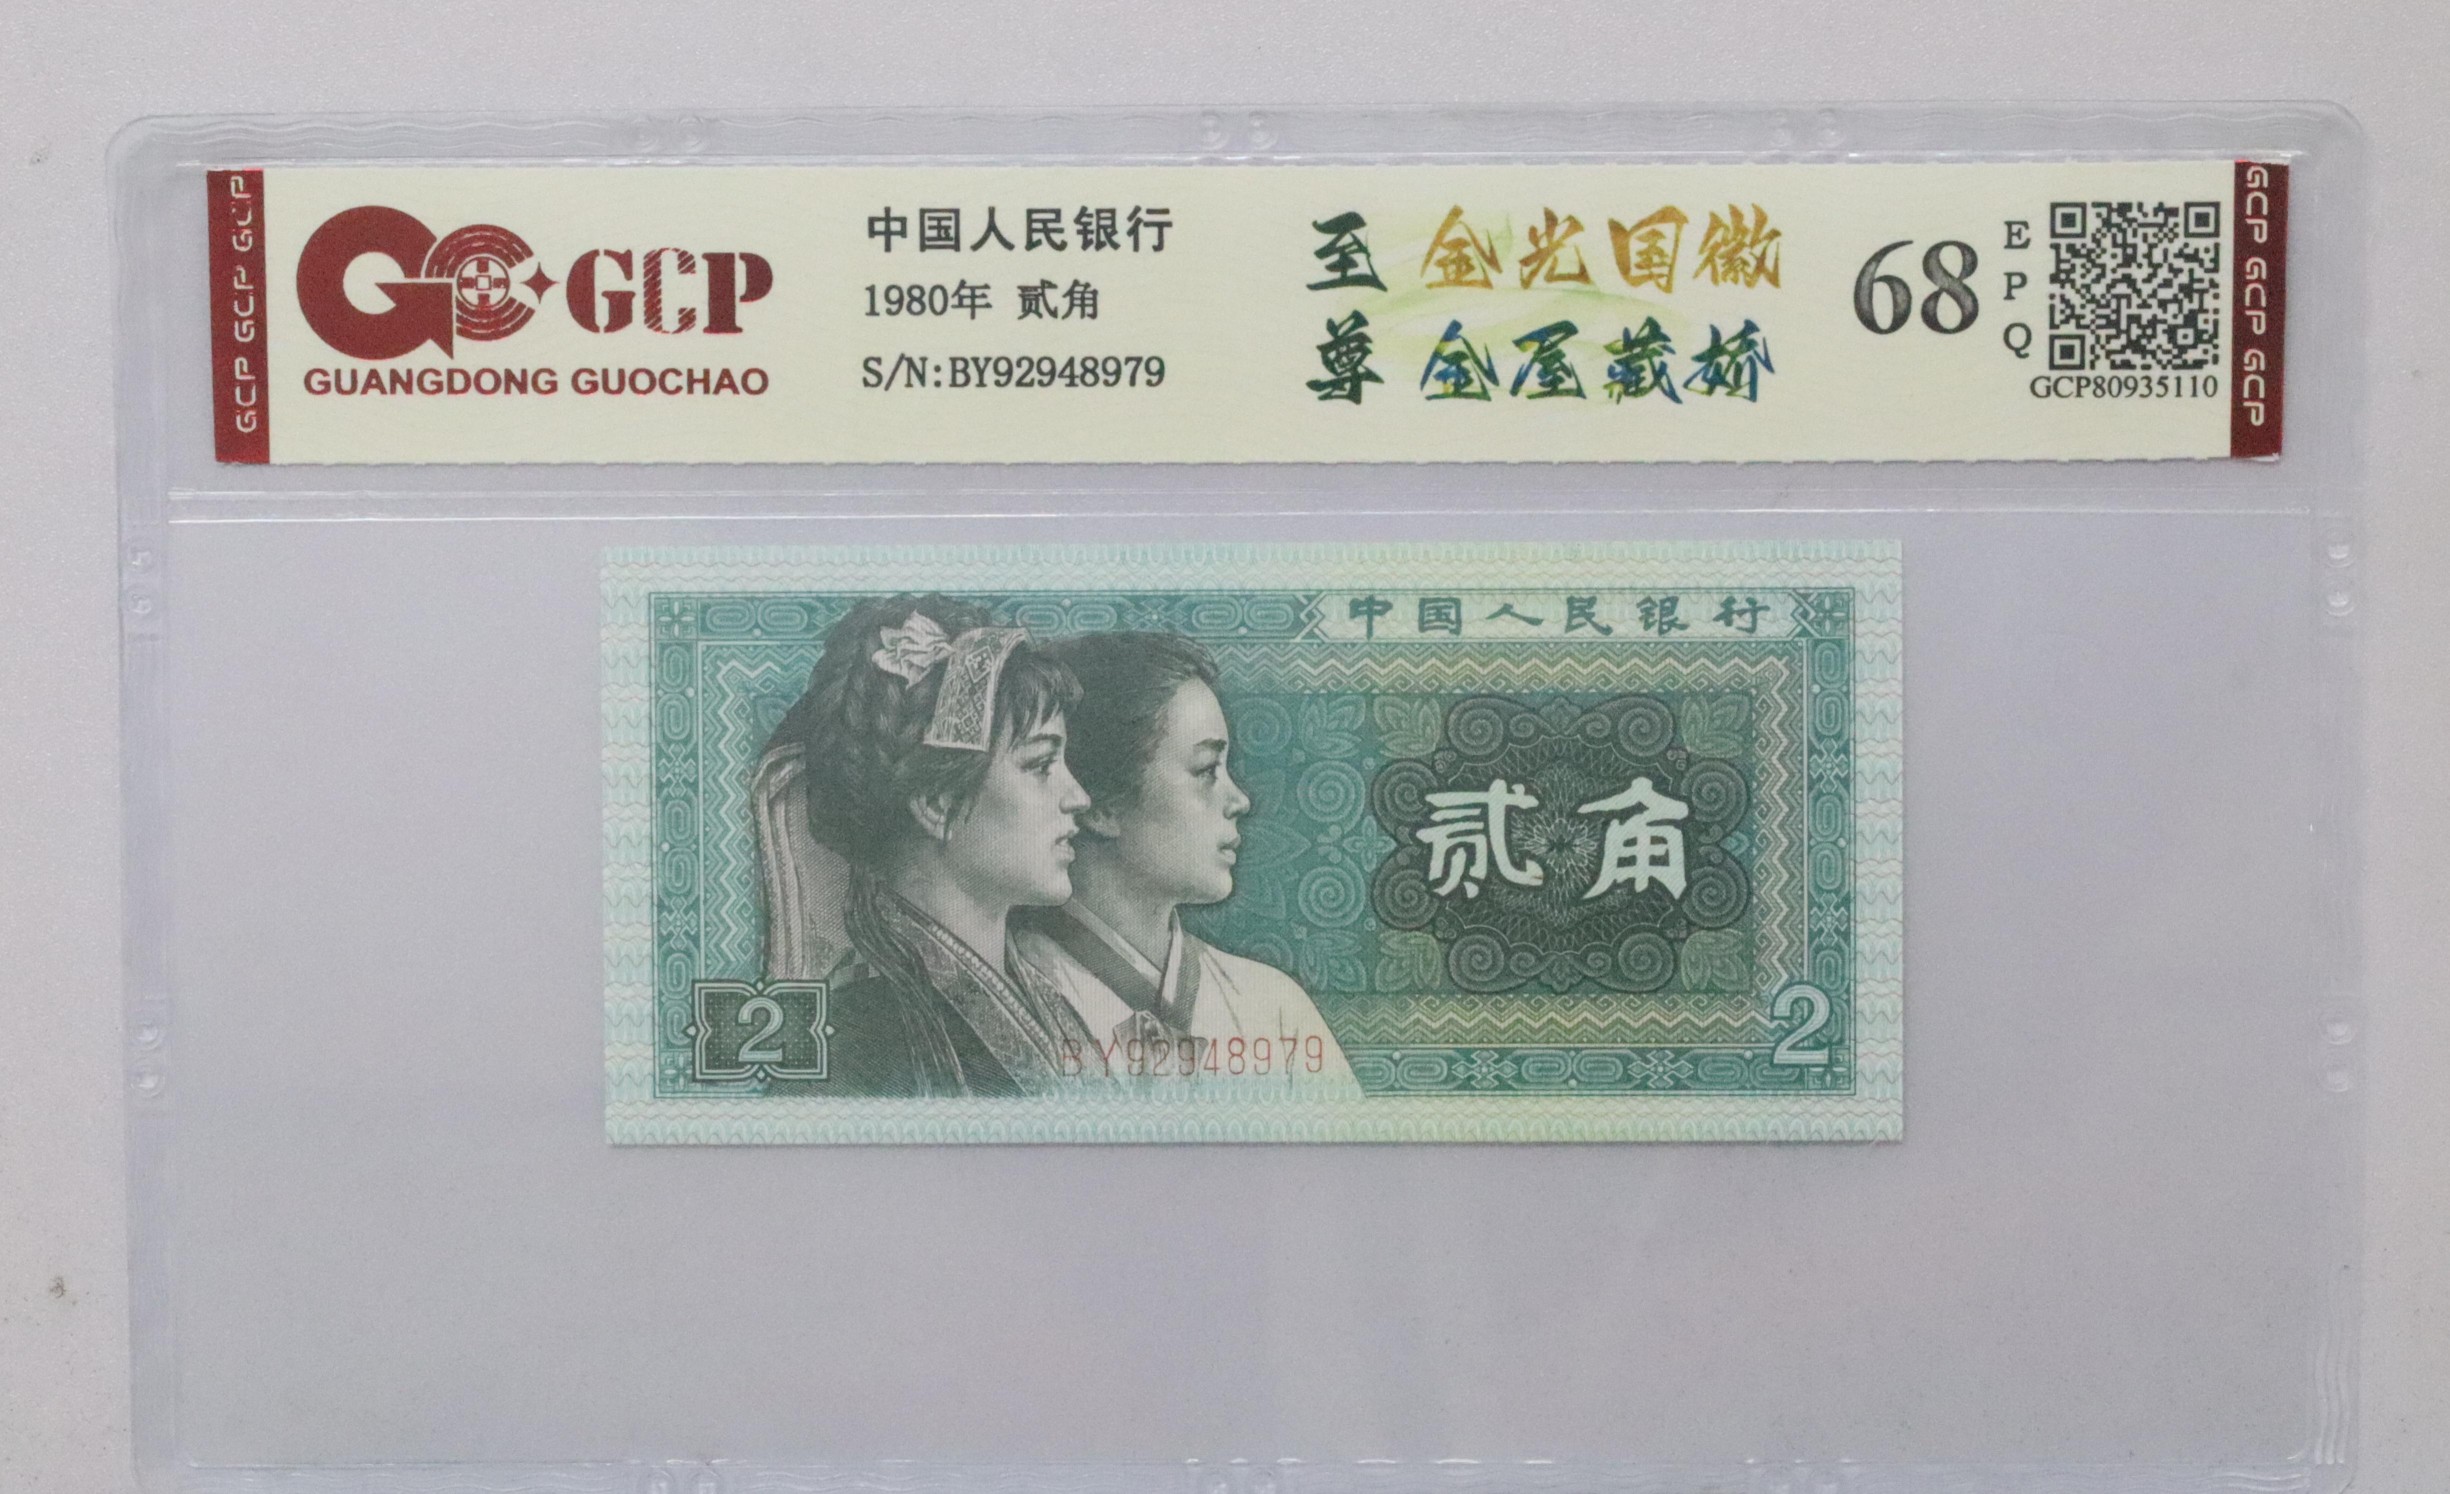 GCP GCP GCP
GCP
GUANGDONG GUOCHAO
中国人民银行
1980年 贰角
S/N:BY92948979
至尊
金光国徽
金屋藏娇
68
EPQ
GCP80935110
GCP GCP GCP
中国人民银行
贰角
2
BY92948979
2